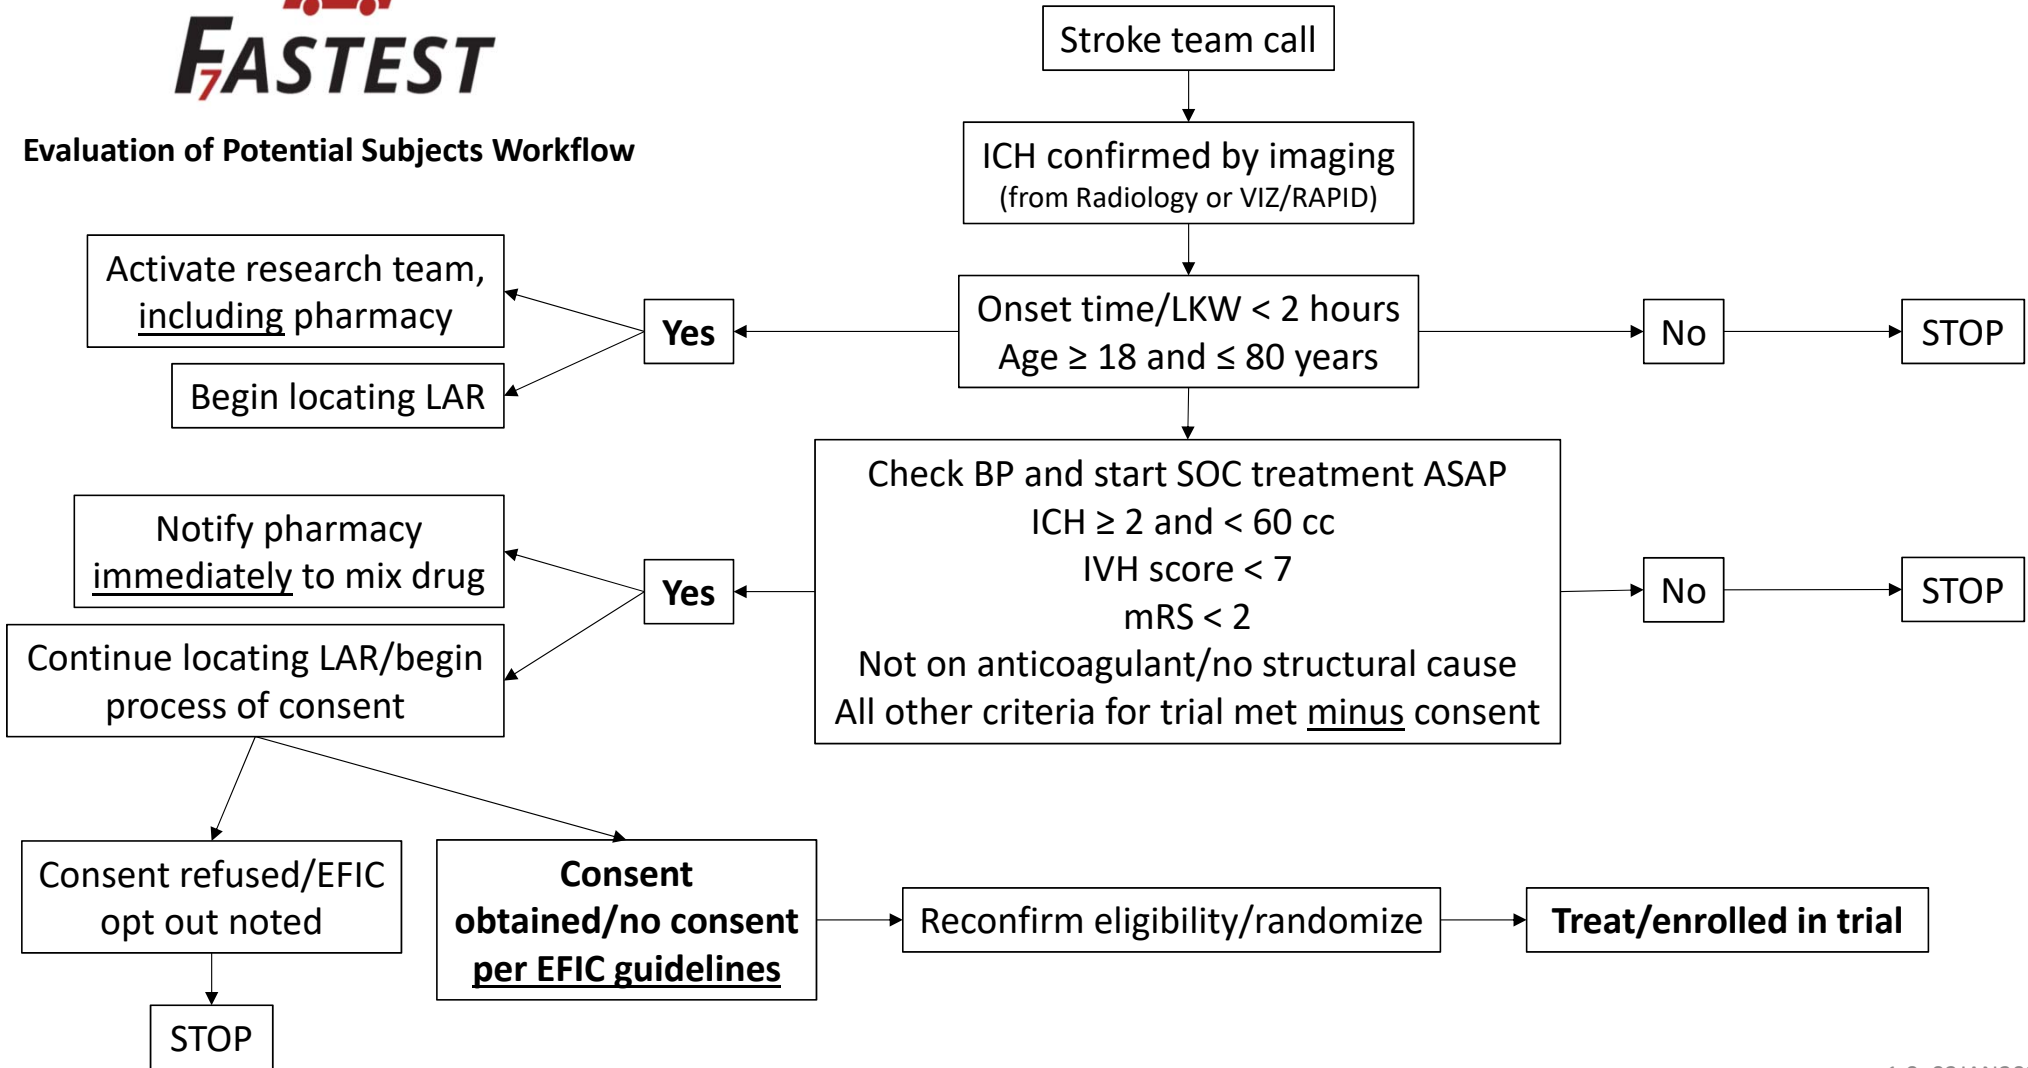 FASTEST
7
Evaluation of Potential Subjects Workflow
Stroke team call
ICH confirmed by imaging
(from Radiology or VIZ/RAPID)
Onset time/LKW < 2 hours
Age ≥ 18 and ≤ 80 years
Yes
No
STOP
Activate research team,
including pharmacy
Begin locating LAR
Check BP and start SOC treatment ASAP
ICH ≥ 2 and < 60 cc
IVH score < 7
mRS < 2
Not on anticoagulant/no structural cause
All other criteria for trial met minus consent
Yes
No
STOP
Notify pharmacy
immediately to mix drug
Continue locating LAR/begin
process of consent
Consent refused/EFIC
opt out noted
STOP
Consent
obtained/no consent
per EFIC guidelines
Reconfirm eligibility/randomize
Treat/enrolled in trial